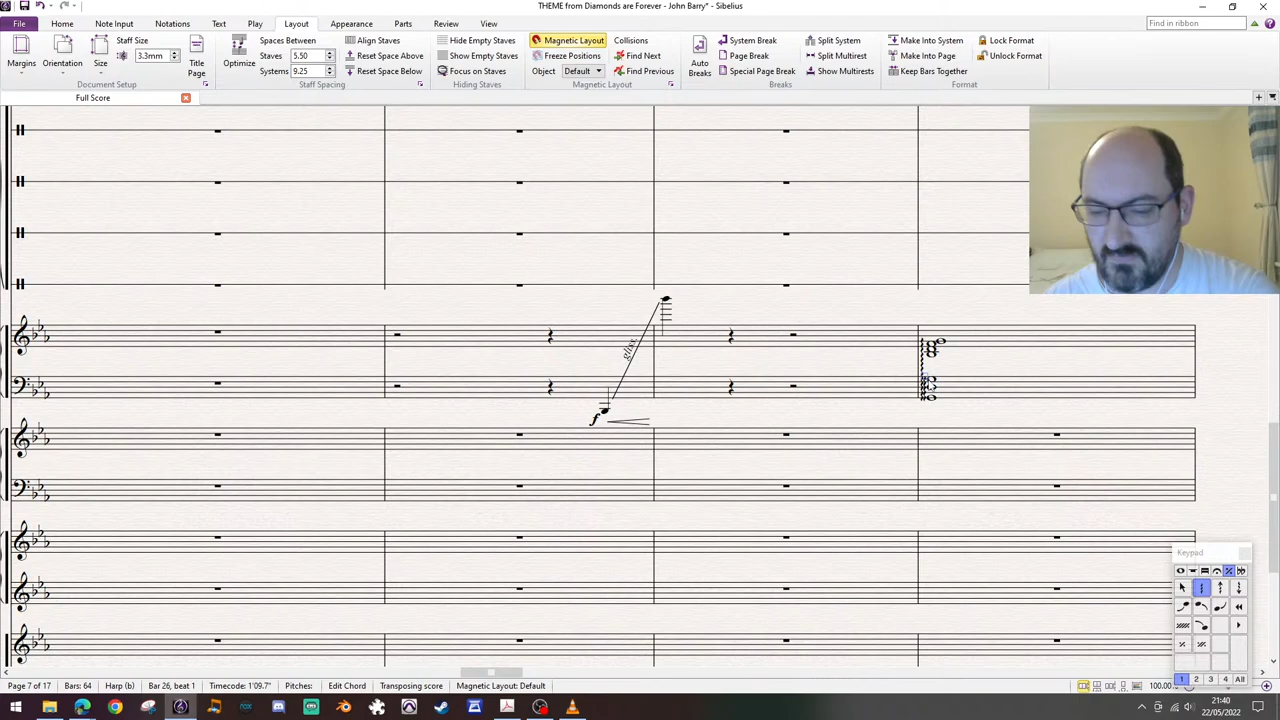 THEME from Diamonds are Forever - John Barry* - Sibelius
File Home Note Input Notations Text Play Layout Appearance Parts Review View Find in ribbon
Margins
Orientation
Size
Staff Size
3.3mm
Title
Page
Document Setup
Optimize
Spaces Between
Staves 5.50
Systems 9.25
Align Staves
Reset Space Above
Reset Space Below
Staff Spacing
Hide Empty Staves
Show Empty Staves
Focus on Staves
Hiding Staves
Magnetic Layout
Freeze Positions
Object Default
Collisions
Find Next
Find Previous
Magnetic Layout
Auto
Breaks
System Break
Page Break
Special Page Break
Split System
Split Multirest
Show Multirests
Breaks
Make Into System
Make Into Page
Keep Bars Together
Lock Format
Unlock Format
Format
Full Score
gliss.
f
Keypad
1 2 3 4 All
Page 7 of 17 Bars: 64 Harp (b) Bar 26, beat 1 Timecode: 1'09.7" Pitches: Edit Chord Transposing score Magnetic Layout: Default 100.00
21:40
22/05/2022